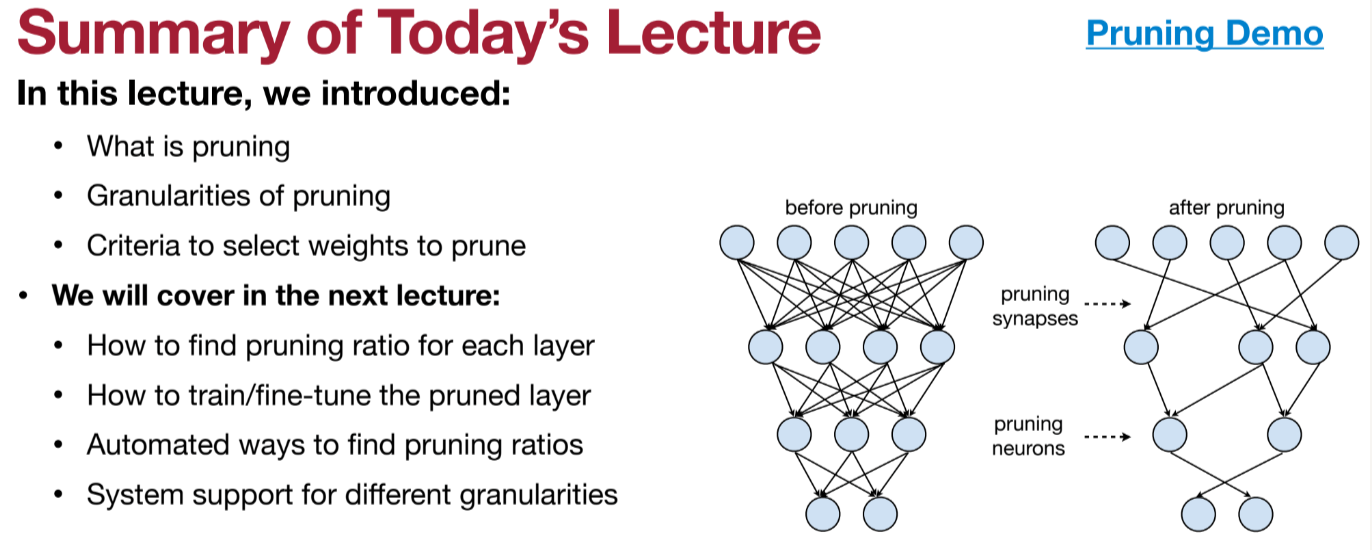 Summary of Today's Lecture
Pruning Demo
In this lecture, we introduced:
• What is pruning
• Granularities of pruning
• Criteria to select weights to prune
• We will cover in the next lecture:
• How to find pruning ratio for each layer
• How to train/fine-tune the pruned layer
• Automated ways to find pruning ratios
• System support for different granularities
before pruning
after pruning
pruning
synapses
pruning
neurons